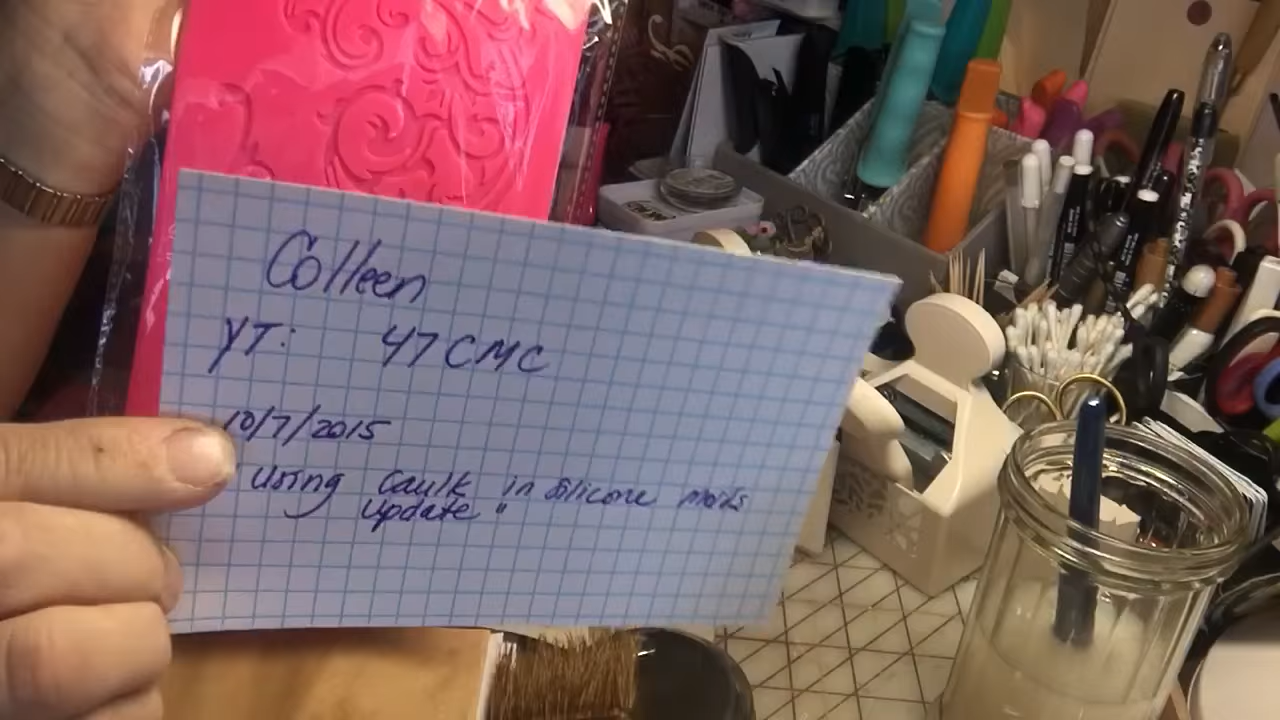 Colleen
YT: 47CMC
10/7/2015
"Using Caulk in Silicone molds
Update"